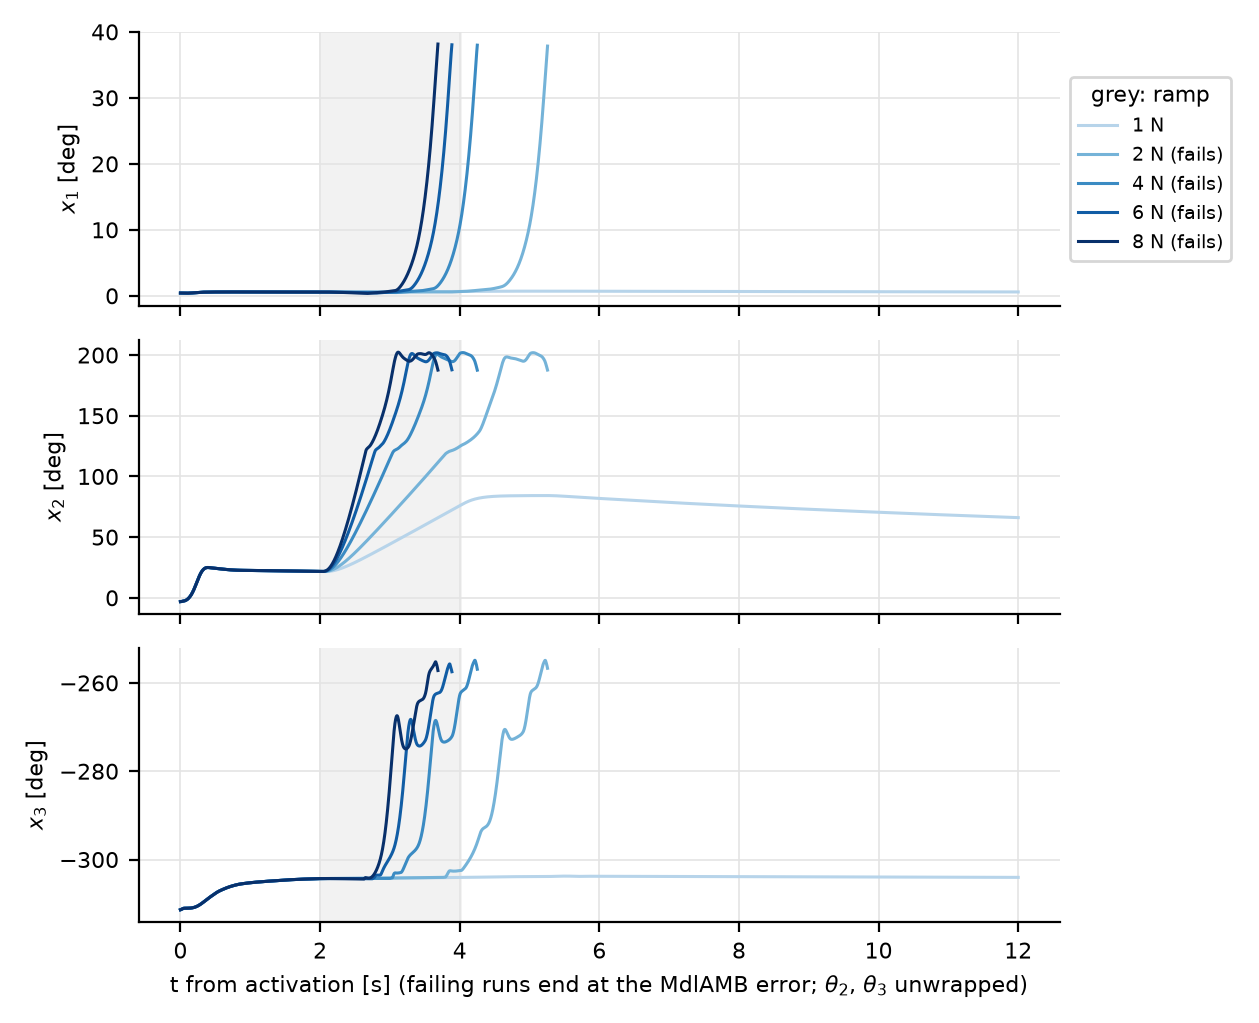 40
30
20
10
0
x₁ [deg]
grey: ramp
1 N
2 N (fails)
4 N (fails)
6 N (fails)
8 N (fails)
200
150
100
50
0
x₂ [deg]
−260
−280
−300
x₃ [deg]
0 2 4 6 8 10 12
t from activation [s] (failing runs end at the MdlAMB error; θ₂, θ₃ unwrapped)